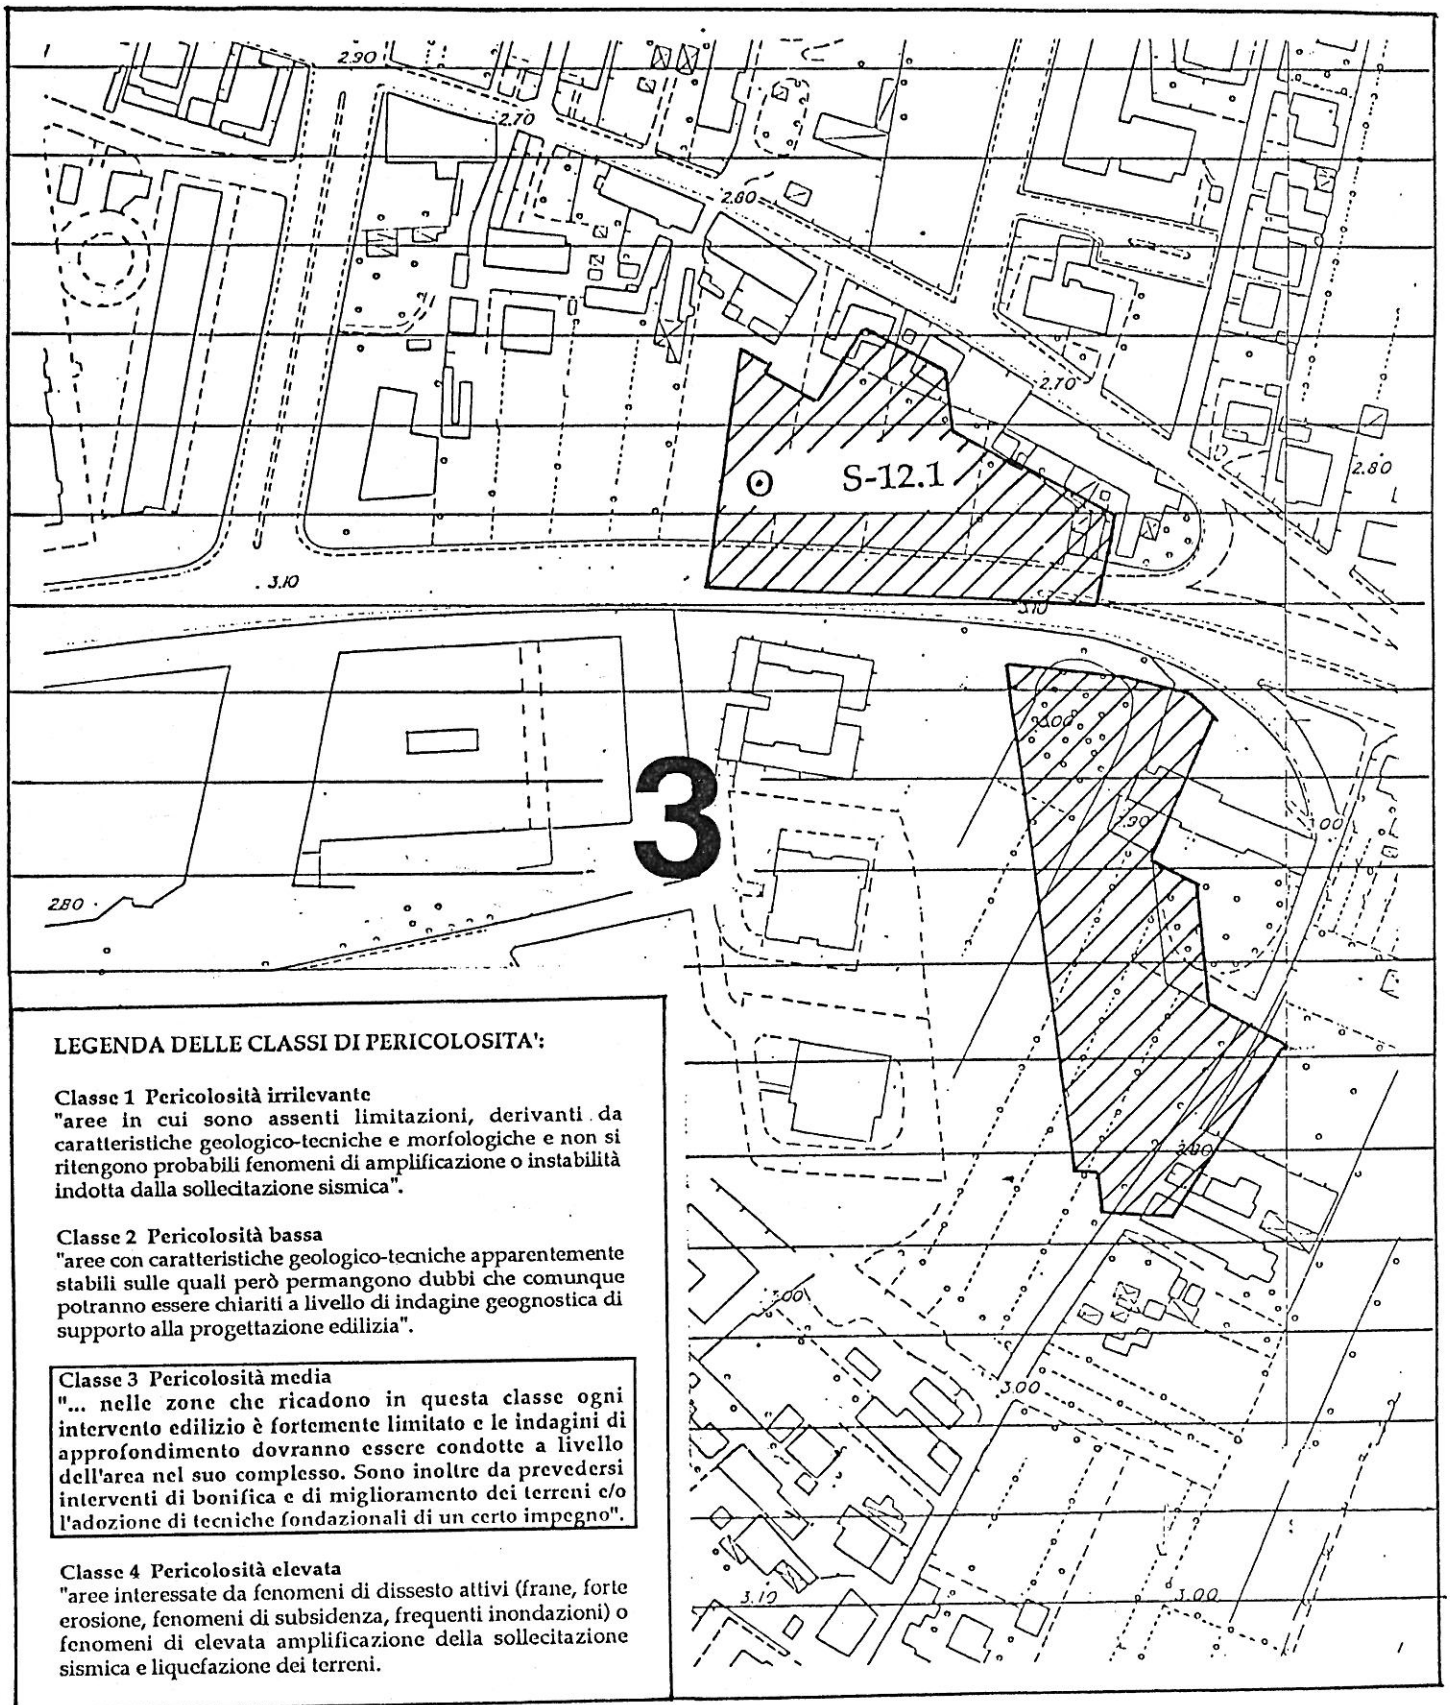 2.90
2.70
2.80
2.70
2.80
S-12.1
3.10
3.10
3.00
2.90
3
2.80
LEGENDA DELLE CLASSI DI PERICOLOSITA':
Classe 1 Pericolosità irrilevante
"aree in cui sono assenti limitazioni, derivanti da
caratteristiche geologico-tecniche e morfologiche e non si
ritengono probabili fenomeni di amplificazione o instabilità
indotta dalla sollecitazione sismica".
Classe 2 Pericolosità bassa
"aree con caratteristiche geologico-tecniche apparentemente
stabili sulle quali però permangono dubbi che comunque
potranno essere chiariti a livello di indagine geognostica di
supporto alla progettazione edilizia".
Classe 3 Pericolosità media
"... nelle zone che ricadono in questa classe ogni
intervento edilizio è fortemente limitato e le indagini di
approfondimento dovranno essere condotte a livello
dell'area nel suo complesso. Sono inoltre da prevedersi
interventi di bonifica e di miglioramento dei terreni e/o
l'adozione di tecniche fondazionali di un certo impegno".
Classe 4 Pericolosità elevata
"aree interessate da fenomeni di dissesto attivi (frane, forte
erosione, fenomeni di subsidenza, frequenti inondazioni) o
fenomeni di elevata amplificazione della sollecitazione
sismica e liquefazione dei terreni.
3.00
3.00
3.10
3.00